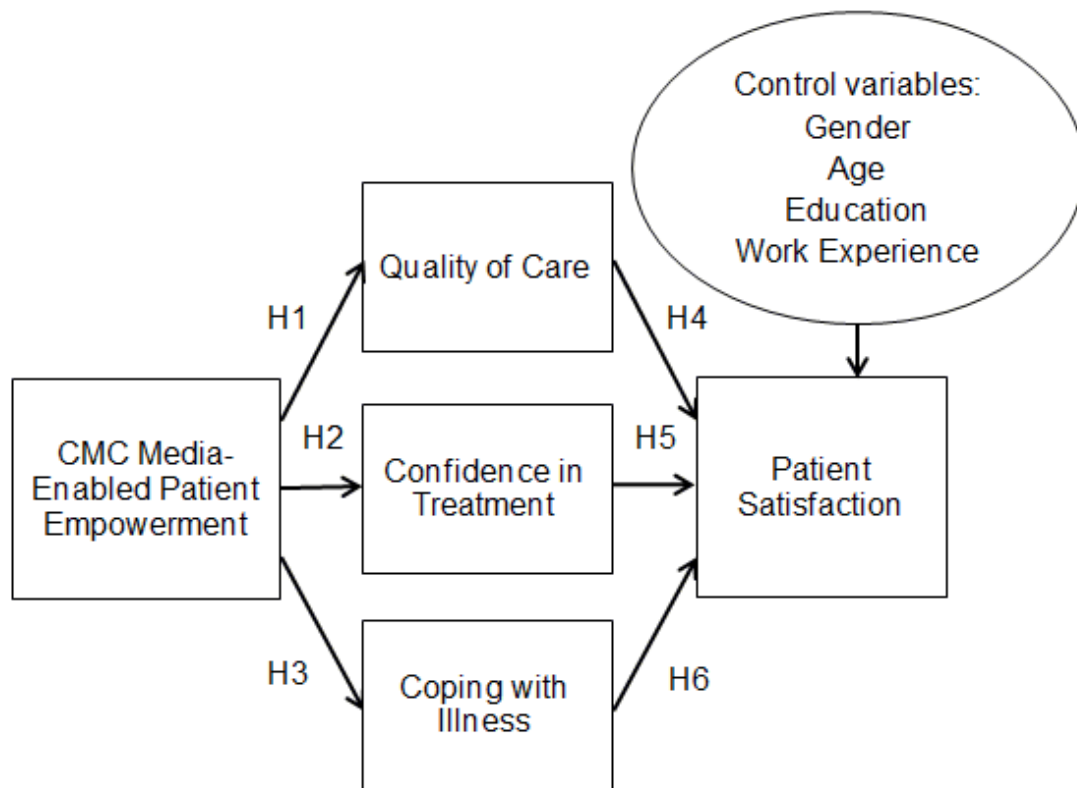 Control variables:
Gender
Age
Education
Work Experience
Quality of Care
H1
H4
CMC Media-
Enabled Patient
Empowerment
H2
Confidence in
Treatment
H5
Patient
Satisfaction
H3
Coping with
Illness
H6